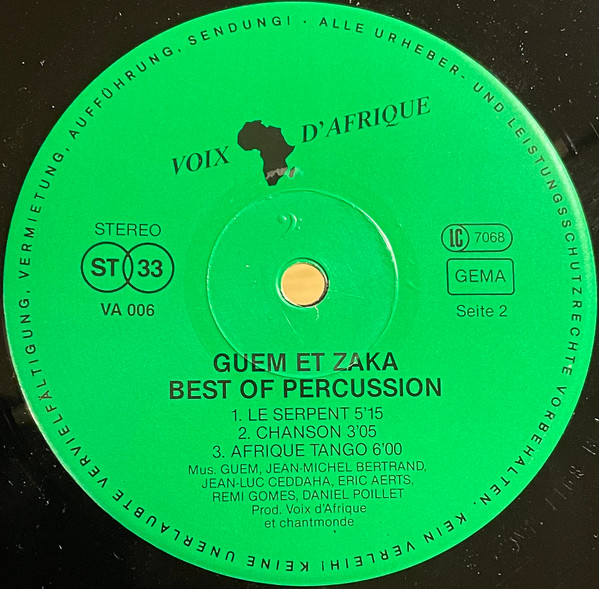 ALLE URHEBER- UND LEISTUNGSSCHUTZRECHTE VORBEHALTEN. KEIN VERLEIH! KEINE UNERLAUBTE VERVIELFÄLTIGUNG, VERMIETUNG, AUFFÜHRUNG, SENDUNG! ·
VOIX D'AFRIQUE
STEREO
ST 33
VA 006
LC 7068
GEMA
Seite 2
GUEM ET ZAKA
BEST OF PERCUSSION
1. LE SERPENT 5'15
2. CHANSON 3'05
3. AFRIQUE TANGO 6'00
Mus. GUEM, JEAN-MICHEL BERTRAND,
JEAN-LUC CEDDAHA, ERIC AERTS,
REMI GOMES, DANIEL POILLET
Prod. Voix d'Afrique
et chantmonde